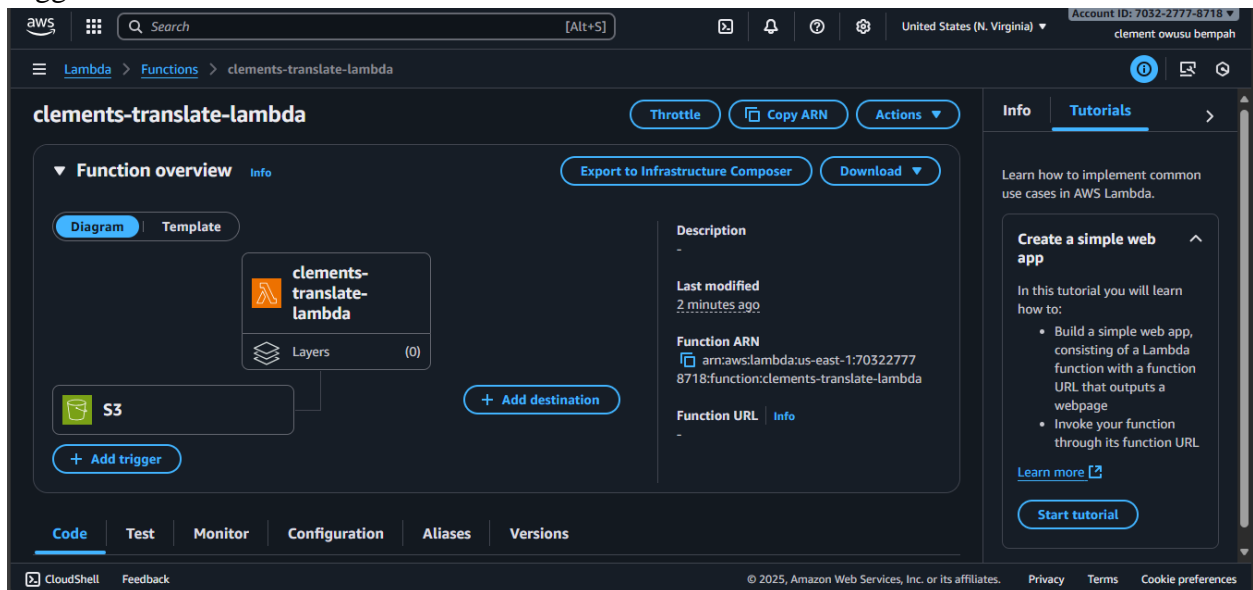 aws
Search
[Alt+S]
United States (N. Virginia) ▼
Account ID: 7032-2777-8718 ▼
clement owusu bempah
Lambda > Functions > clements-translate-lambda
clements-translate-lambda
Throttle
Copy ARN
Actions ▼
▼ Function overview Info
Export to Infrastructure Composer
Download ▼
Diagram
Template
clements-
translate-
lambda
Layers (0)
S3
+ Add destination
+ Add trigger
Description
-
Last modified
2 minutes ago
Function ARN
arn:aws:lambda:us-east-1:70322777
8718:function:clements-translate-lambda
Function URL Info
-
Code Test Monitor Configuration Aliases Versions
Info Tutorials
Learn how to implement common
use cases in AWS Lambda.
Create a simple web
app
In this tutorial you will learn
how to:
• Build a simple web app,
consisting of a Lambda
function with a function
URL that outputs a
webpage
• Invoke your function
through its function URL
Learn more
Start tutorial
CloudShell Feedback
© 2025, Amazon Web Services, Inc. or its affiliates. Privacy Terms Cookie preferences